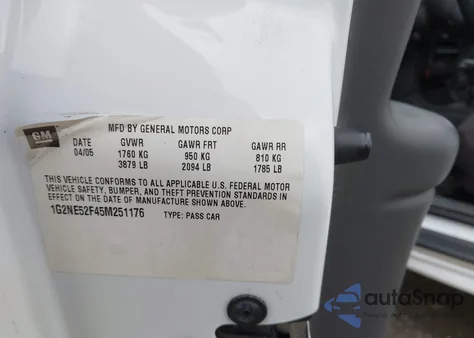 GM
MFD BY GENERAL MOTORS CORP
DATE GVWR GAWR FRT GAWR RR
04/05 1760 KG 950 KG 810 KG
3879 LB 2094 LB 1785 LB
THIS VEHICLE CONFORMS TO ALL APPLICABLE U.S. FEDERAL MOTOR
VEHICLE SAFETY, BUMPER, AND THEFT PREVENTION STANDARDS IN
EFFECT ON THE DATE OF MANUFACTURE SHOWN ABOVE.
1G2NE52F45M251176 TYPE: PASS CAR
autoSnap